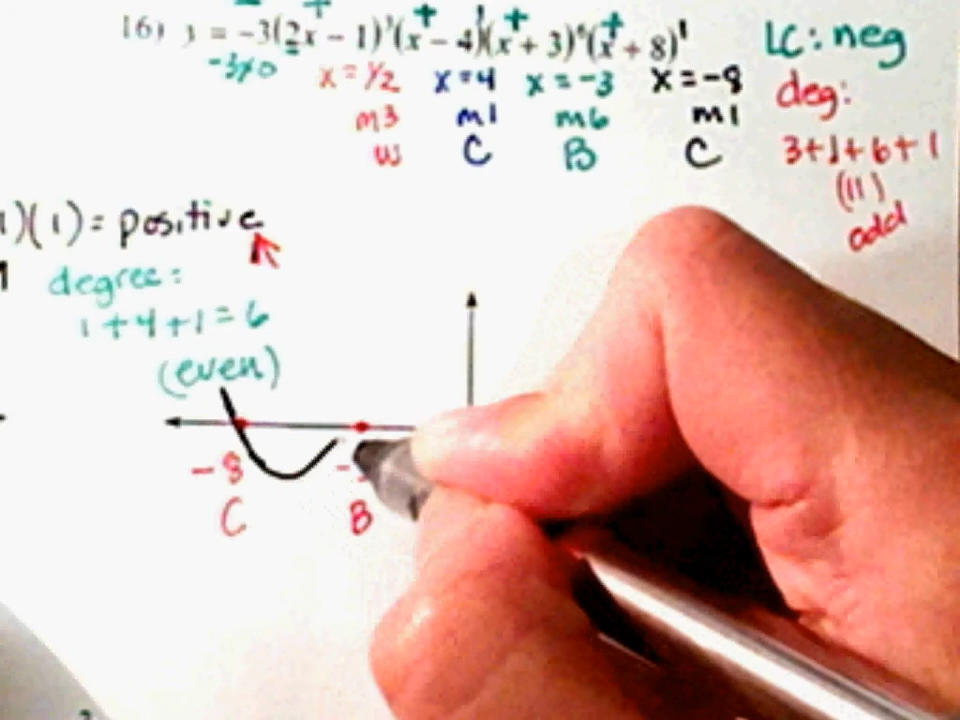 16) y = -3(2x - 1)³(x - 4)(x + 3)⁶(x + 8)¹
+ + + +
-3≠0
x = 1/2 x = 4 x = -3 x = -8
m3 m1 m6 m1
w C B C
LC: neg
deg:
3+1+6+1
(11)
odd
)(1) = positive
degree:
1+4+1=6
(even)
-8
C B